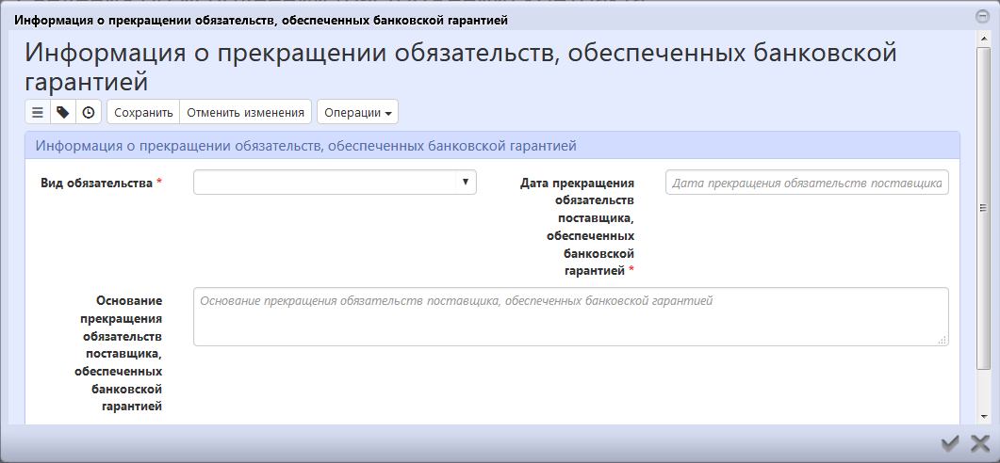 Информация о прекращении обязательств, обеспеченных банковской гарантией
Информация о прекращении обязательств, обеспеченных банковской
гарантией
Сохранить Отменить изменения Операции
Информация о прекращении обязательств, обеспеченных банковской гарантией
Вид обязательства *
Дата прекращения
обязательств
поставщика,
обеспеченных
банковской
гарантией *
Дата прекращения обязательств поставщика
Основание
прекращения
обязательств
поставщика,
обеспеченных
банковской
гарантией
Основание прекращения обязательств поставщика, обеспеченных банковской гарантией